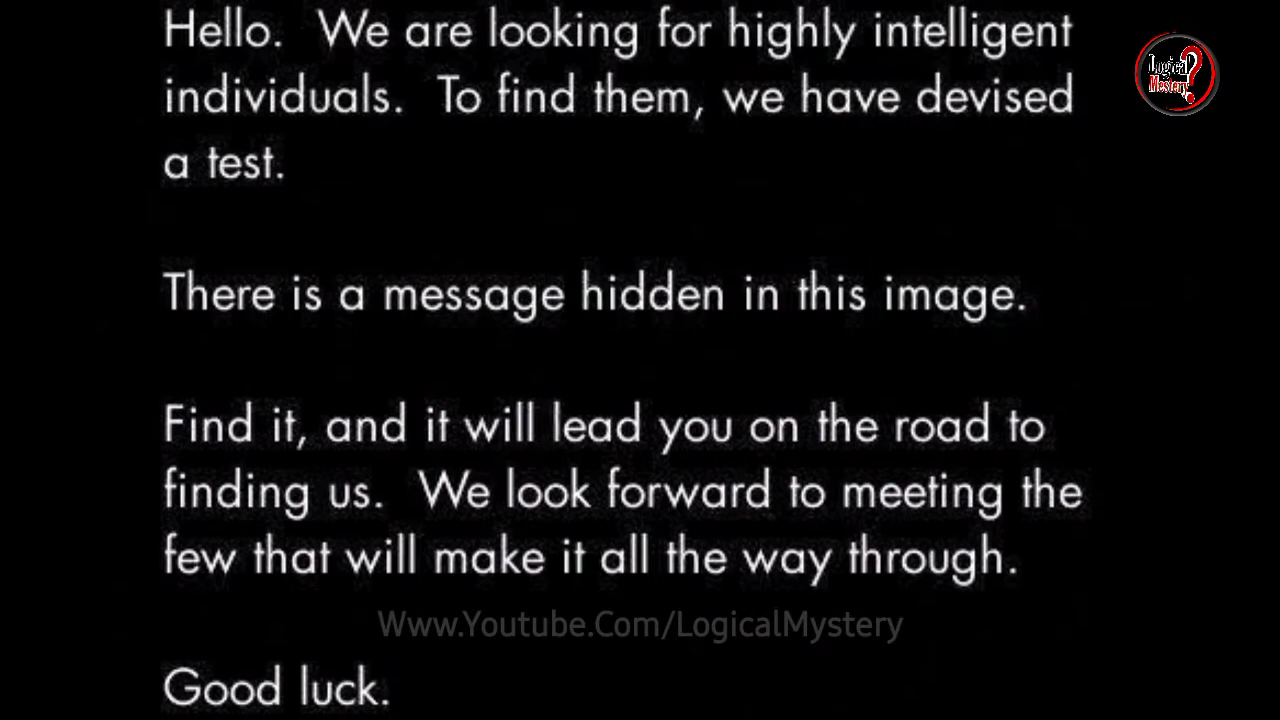 Hello.  We are looking for highly intelligent
individuals.  To find them, we have devised
a test.
There is a message hidden in this image.
Find it, and it will lead you on the road to
finding us.  We look forward to meeting the
few that will make it all the way through.
Www.Youtube.Com/LogicalMystery
Good luck.
Logical
Mestery
?